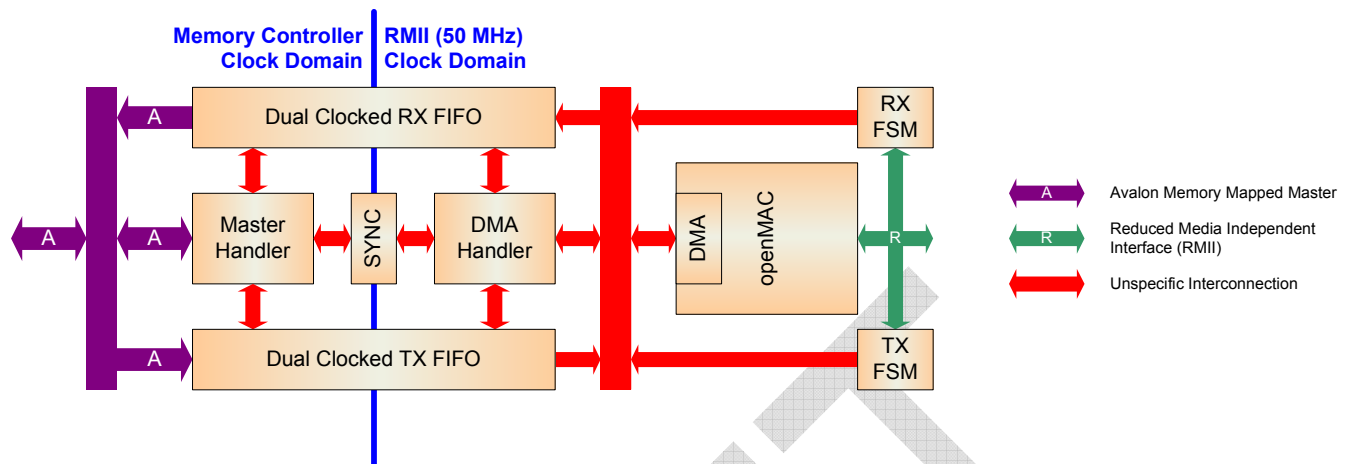 Memory Controller
Clock Domain
RMII (50 MHz)
Clock Domain
A
Dual Clocked RX FIFO
RX
FSM
A
A
Master
Handler
SYNC
DMA
Handler
DMA
openMAC
R
A
Dual Clocked TX FIFO
TX
FSM
A
Avalon Memory Mapped Master
R
Reduced Media Independent
Interface (RMII)
Unspecific Interconnection